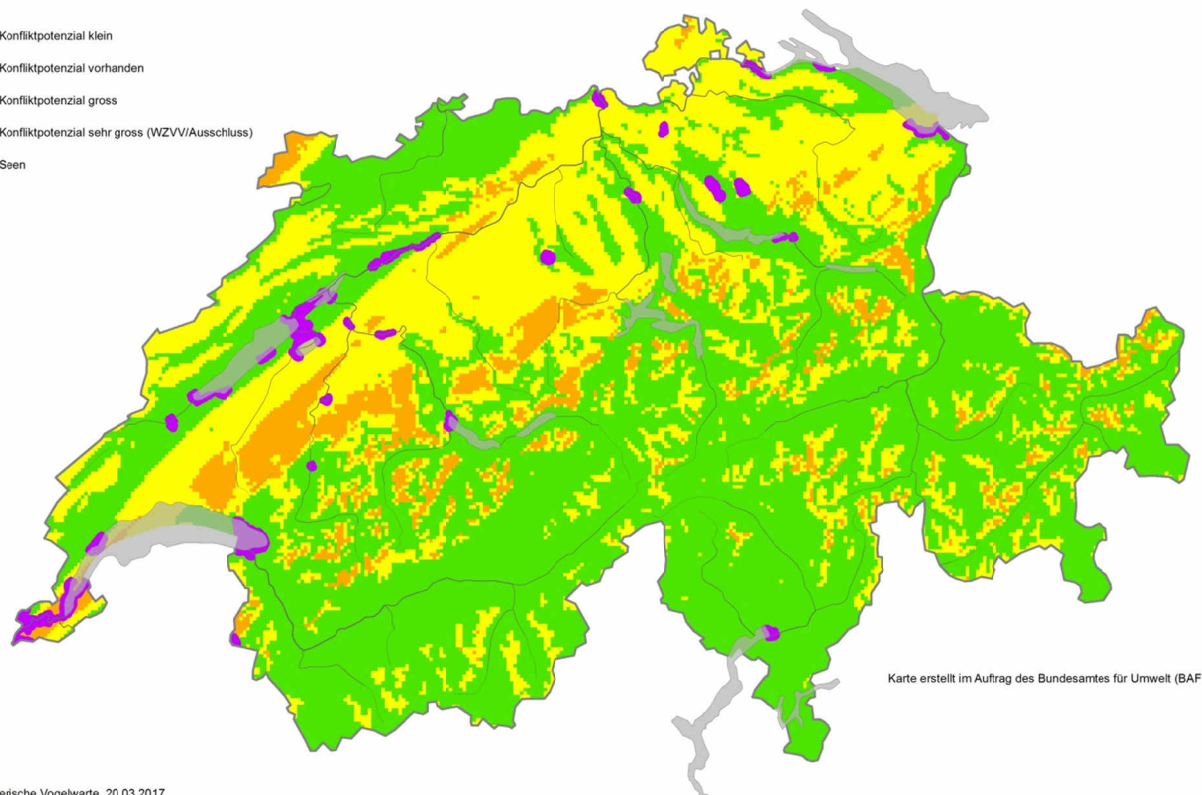 Konfliktpotenzial klein
Konfliktpotenzial vorhanden
Konfliktpotenzial gross
Konfliktpotenzial sehr gross (WZVV/Ausschluss)
Seen
Karte erstellt im Auftrag des Bundesamtes für Umwelt (BAF
erische Vogelwarte, 20.03.2017